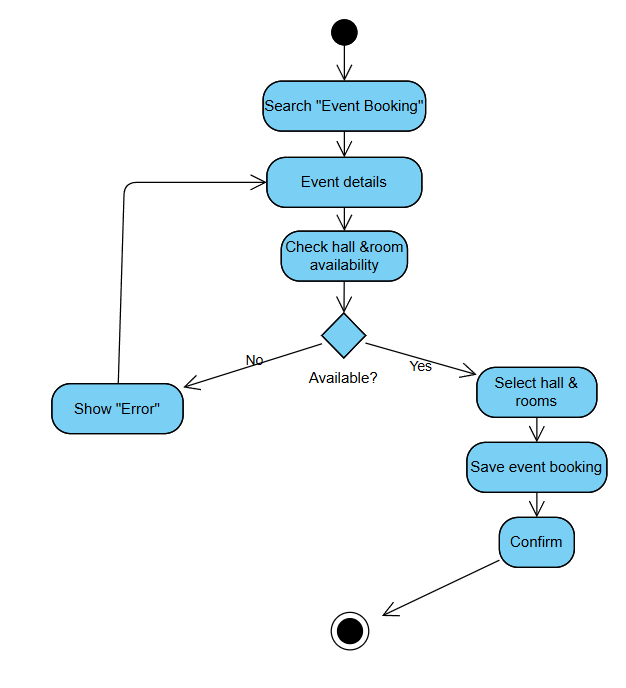 Search "Event Booking"
Event details
Check hall &room
availability
No
Yes
Available?
Select hall &
rooms
Show "Error"
Save event booking
Confirm